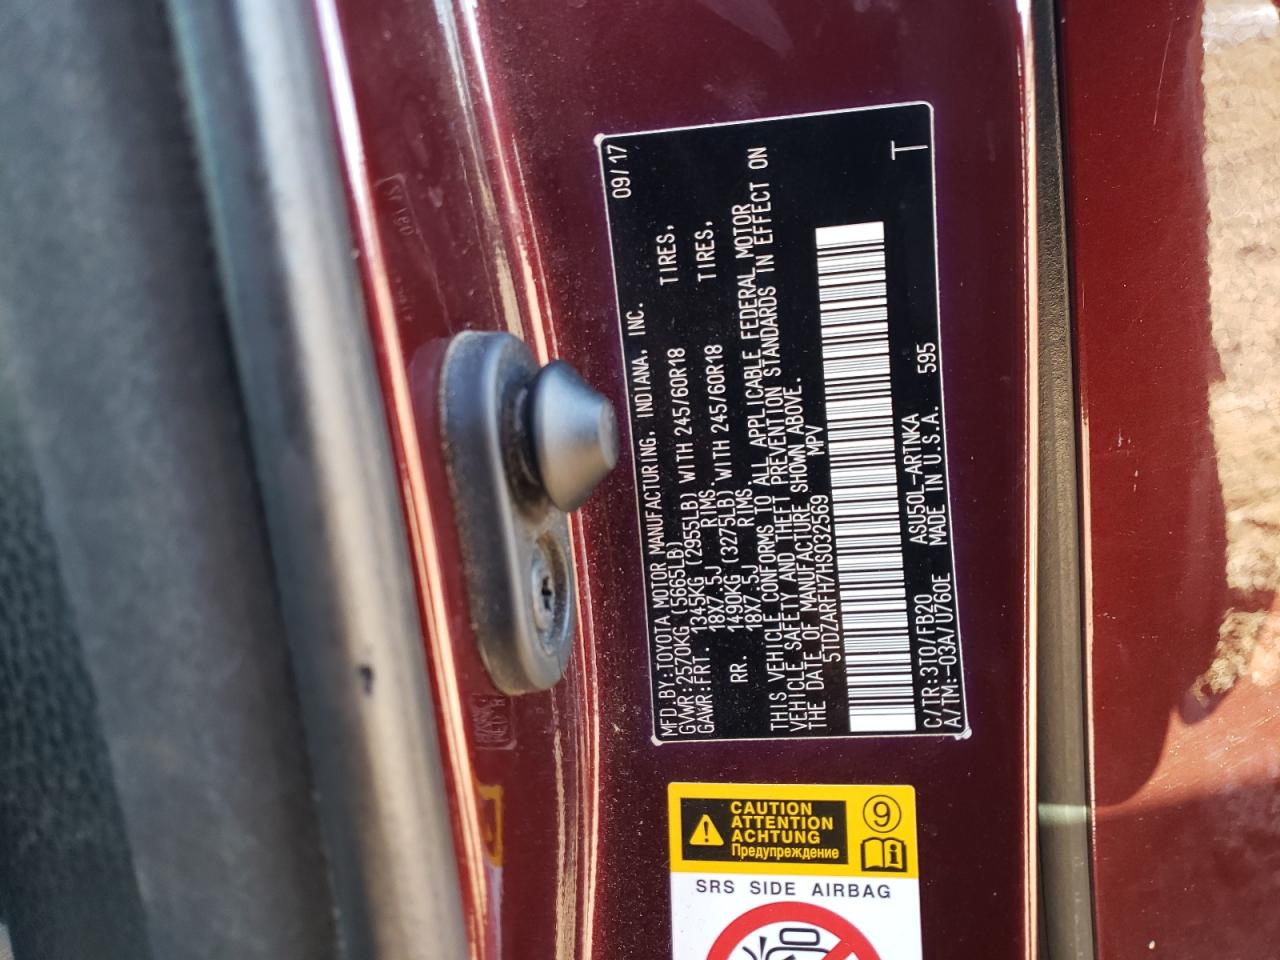 MFD.BY:TOYOTA MOTOR MANUFACTURING, INDIANA, INC. 09/17
GVWR:2570KG (5665LB)
GAWR:FRT. 1345KG (2955LB) WITH 245/60R18 TIRES,
18X7.5J RIMS
RR. 1490KG (3275LB) WITH 245/60R18 TIRES,
18X7.5J RIMS
THIS VEHICLE CONFORMS TO ALL APPLICABLE FEDERAL MOTOR
VEHICLE SAFETY AND THEFT PREVENTION STANDARDS IN EFFECT ON
THE DATE OF MANUFACTURE SHOWN ABOVE.
5TDZARFH7HS032569 MPV
C/TR:3T0/FB20 ASU50L-ARTNKA T
A/TM:-03A/U760E MADE IN U.S.A. 595
CAUTION
ATTENTION
ACHTUNG
Предупреждение
9
SRS SIDE AIRBAG